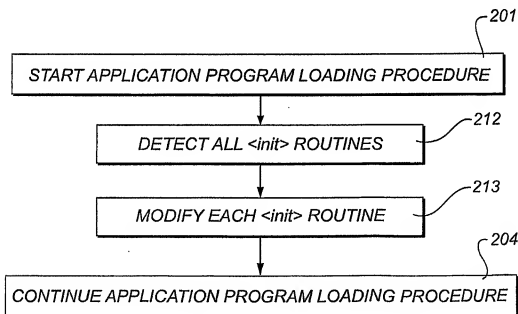 201
START APPLICATION PROGRAM LOADING PROCEDURE
212
DETECT ALL <init> ROUTINES
213
MODIFY EACH <init> ROUTINE
204
CONTINUE APPLICATION PROGRAM LOADING PROCEDURE